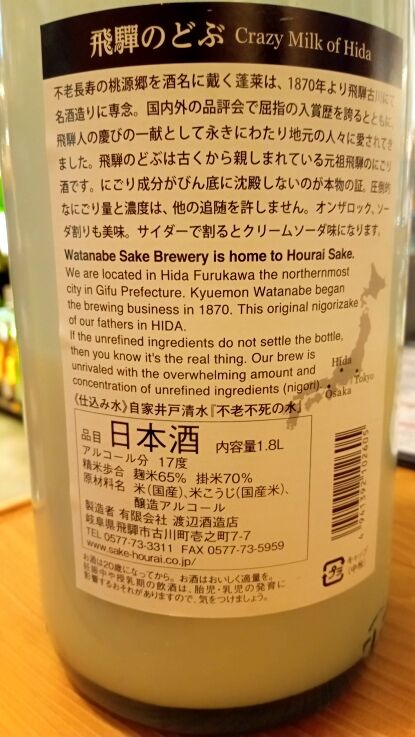 飛騨のどぶ Crazy Milk of Hida
不老長寿の桃源郷を酒名に戴く蓬莱は、1870年より飛騨古川にて
名酒造りに専念。国内外の品評会で屈指の入賞歴を誇るとともに、
飛騨人の慶びの一献として永きにわたり地元の人々に愛されてき
ました。飛騨のどぶは古くから親しまれている元祖飛騨のにごり
酒です。にごり成分がびん底に沈殿しないのが本物の証。圧倒的
なにごり量と濃度は、他の追随を許しません。オンザロック、ソー
ダ割りも美味。サイダーで割るとクリームソーダ味になります。
Watanabe Sake Brewery is home to Hourai Sake.
We are located in Hida Furukawa the northernmost
city in Gifu Prefecture. Kyuemon Watanabe began
the brewing business in 1870. This original nigorizake
of our fathers in HIDA.
If the unrefined ingredients do not settle the bottle,
then you know it's the real thing. Our brew is
unrivaled with the overwhelming amount and
concentration of unrefined ingredients (nigori).
Hida
Tokyo
Osaka
《仕込み水》自家井戸清水『不老不死の水』
品目 日本酒 内容量1.8L
アルコール分 17度
精米歩合 麹米65% 掛米70%
原材料名 米(国産)、米こうじ(国産米)、
醸造アルコール
製造者 有限会社 渡辺酒造店
岐阜県飛騨市古川町壱之町7-7
TEL 0577-73-3311 FAX 0577-73-5959
www.sake-hourai.co.jp/
お酒は20歳になってから。お酒はおいしく適量を。
妊娠中や授乳期の飲酒は、胎児・乳児の発育に
影響するおそれがありますので、気をつけましょう。
4 941392 102605
プラ
キャップ
(中栓)